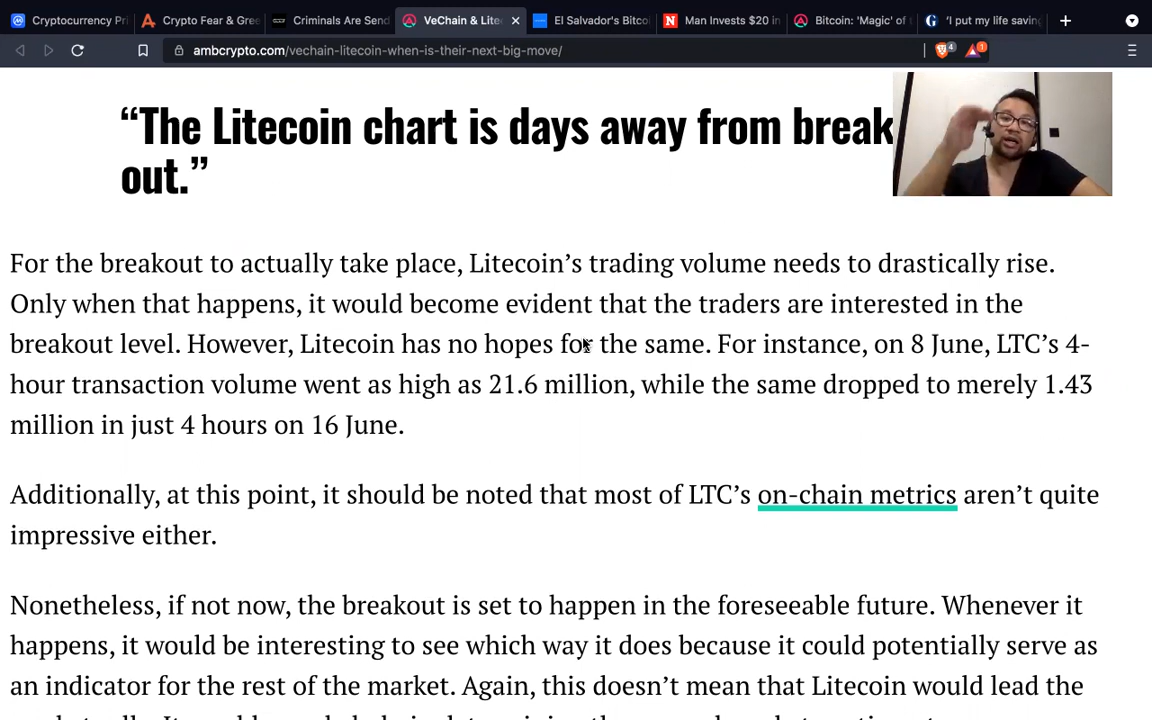 Cryptocurrency Pri
Crypto Fear & Gre
Criminals Are Send
VeChain & Lite
El Salvador's Bitco
Man Invests $20 in
Bitcoin: 'Magic' of
'I put my life saving
ambcrypto.com/vechain-litecoin-when-is-their-next-big-move/
4
1
“The Litecoin chart is days away from break
out.”
For the breakout to actually take place, Litecoin’s trading volume needs to drastically rise.
Only when that happens, it would become evident that the traders are interested in the
breakout level. However, Litecoin has no hopes for the same. For instance, on 8 June, LTC’s 4-
hour transaction volume went as high as 21.6 million, while the same dropped to merely 1.43
million in just 4 hours on 16 June.
Additionally, at this point, it should be noted that most of LTC’s on-chain metrics aren’t quite
impressive either.
Nonetheless, if not now, the breakout is set to happen in the foreseeable future. Whenever it
happens, it would be interesting to see which way it does because it could potentially serve as
an indicator for the rest of the market. Again, this doesn’t mean that Litecoin would lead the